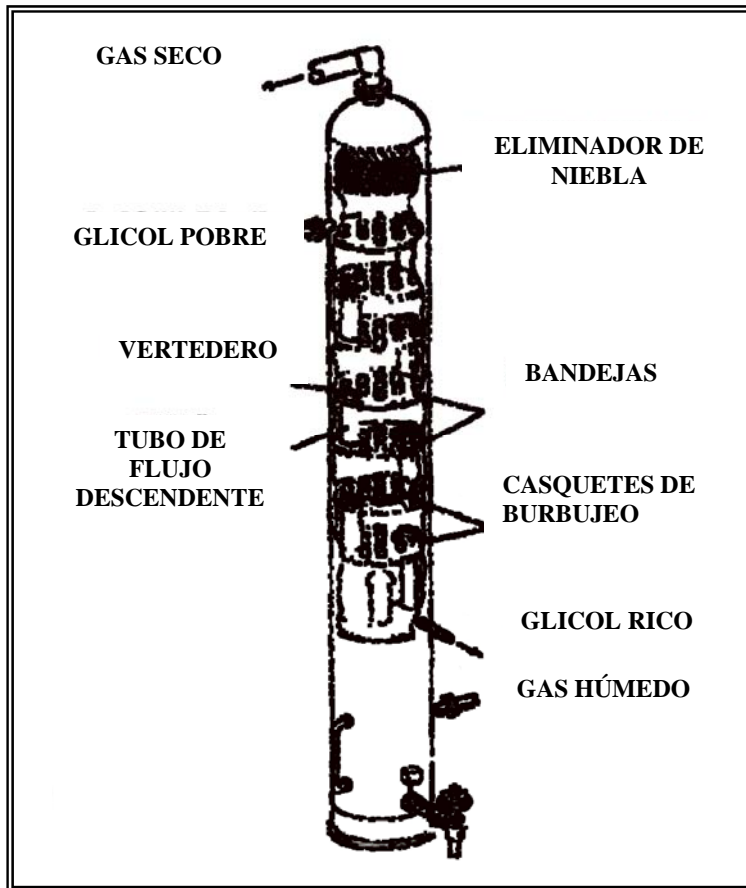 GAS SECO
ELIMINADOR DE
NIEBLA
GLICOL POBRE
VERTEDERO
BANDEJAS
TUBO DE
FLUJO
DESCENDENTE
CASQUETES DE
BURBUJEO
GLICOL RICO
GAS HÚMEDO